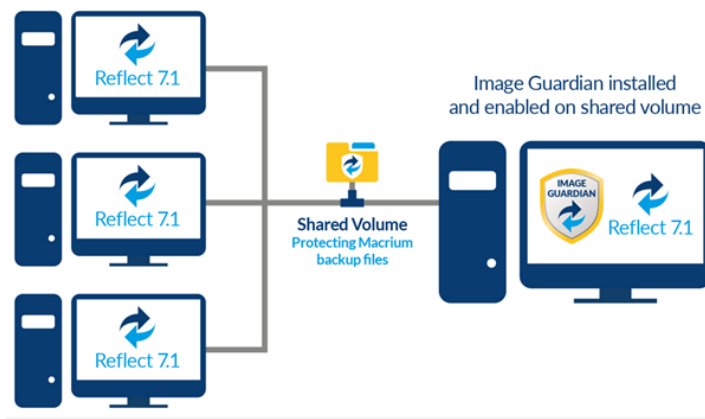 Reflect 7.1
Reflect 7.1
Reflect 7.1
Shared Volume
Protecting Macrium
backup files
Image Guardian installed
and enabled on shared volume
IMAGE
GUARDIAN
Reflect 7.1